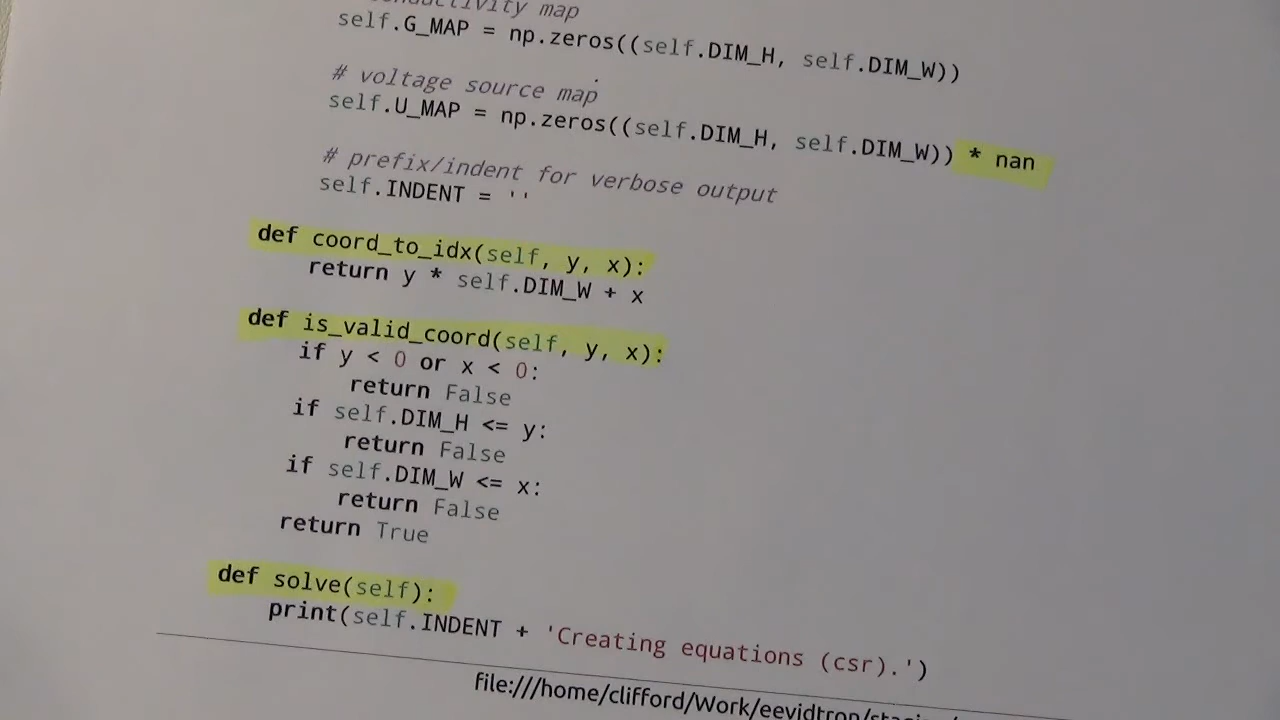 map
self.G_MAP = np.zeros((self.DIM_H, self.DIM_W))
# voltage source map
self.U_MAP = np.zeros((self.DIM_H, self.DIM_W)) * nan
# prefix/indent for verbose output
self.INDENT = ''
def coord_to_idx(self, y, x):
return y * self.DIM_W + x
def is_valid_coord(self, y, x):
if y < 0 or x < 0:
return False
if self.DIM_H <= y:
return False
if self.DIM_W <= x:
return False
return True
def solve(self):
print(self.INDENT + 'Creating equations (csr).')
file:///home/clifford/Work/eevidtron/